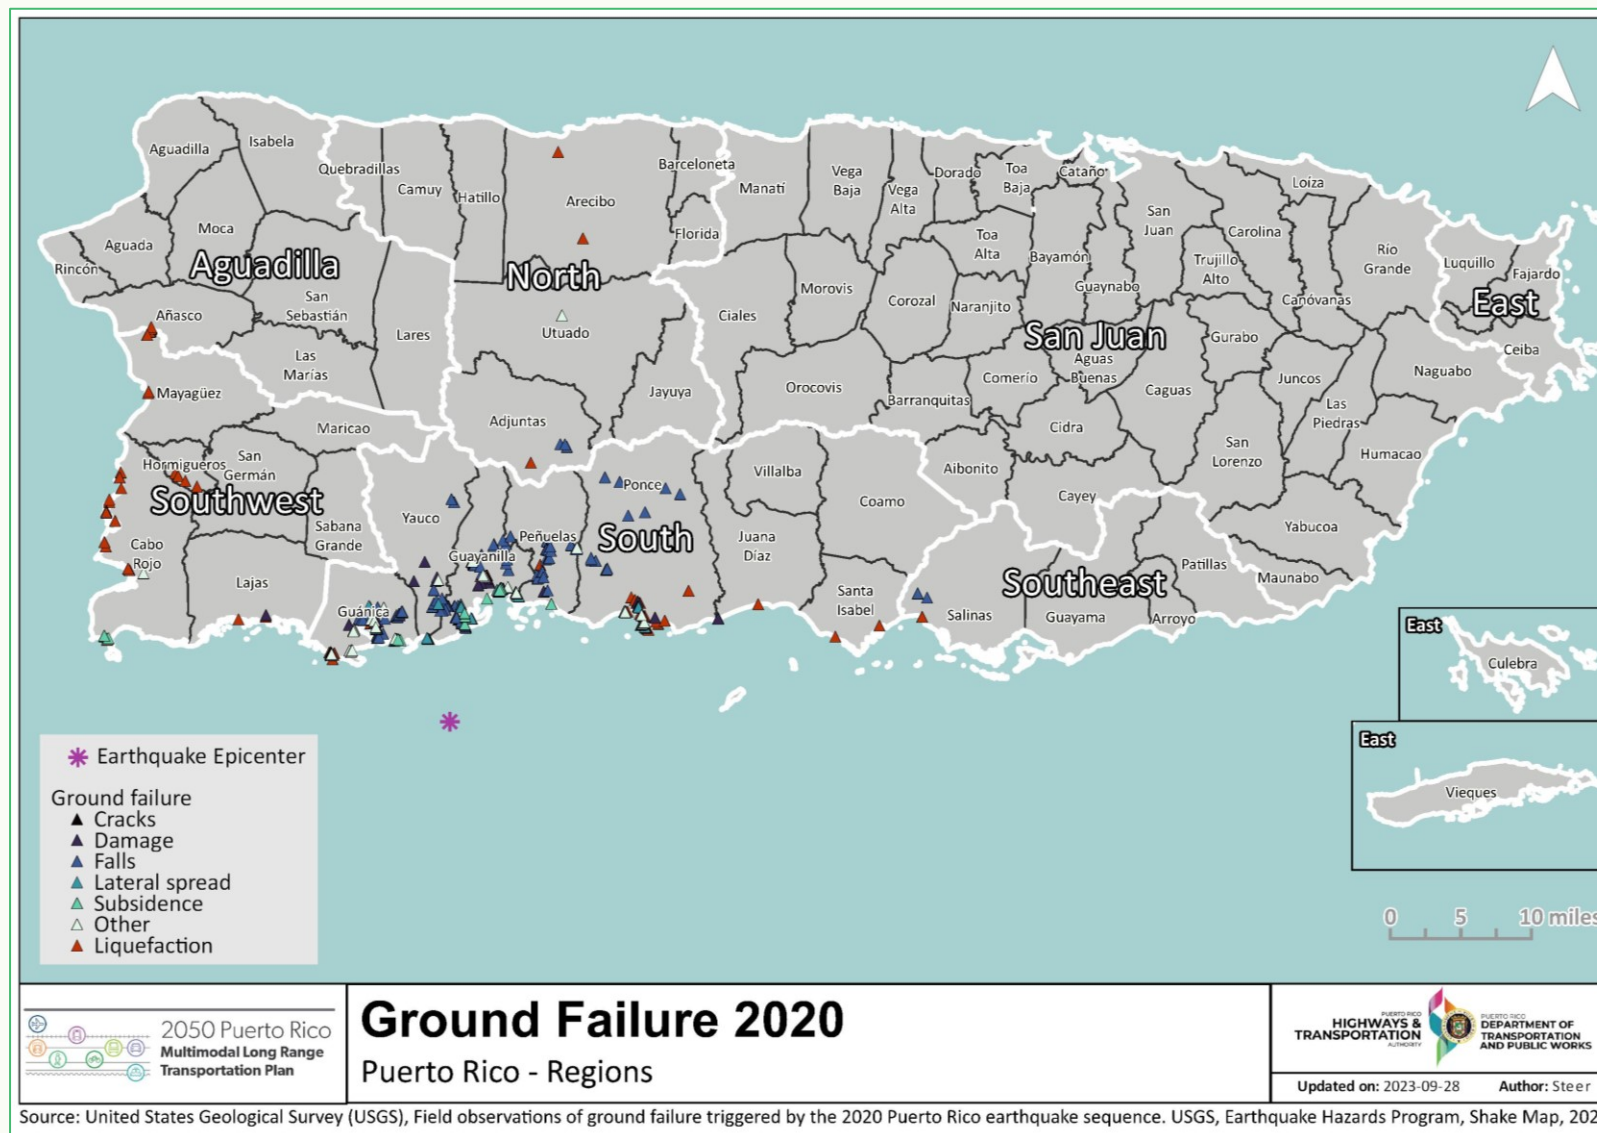 Isabela
Aguadilla
Quebradillas
Camuy
Hatillo
Arecibo
Barceloneta
Florida
Manatí
Vega
Baja
Vega
Alta
Dorado
Toa
Baja
Cataño
Toa
Alta
Bayamón
Guaynabo
San
Juan
Trujillo
Alto
Carolina
Loíza
Canóvanas
Río
Grande
Luquillo
Fajardo
East
Ceiba
Moca
Aguada
Rincón
Aguadilla
San
Sebastián
Añasco
Las
Marías
Lares
North
Utuado
Jayuya
Adjuntas
Ciales
Morovis
Corozal
Naranjito
San Juan
Orocovis
Barranquitas
Comerío
Aguas
Buenas
Caguas
Gurabo
Juncos
Las
Piedras
Naguabo
Humacao
Cidra
San
Lorenzo
Aibonito
Cayey
Yabucoa
Mayagüez
Maricao
Hormigueros
San
Germán
Southwest
Sabana
Grande
Cabo
Rojo
Lajas
Yauco
Guayanilla
Peñuelas
Guánica
Ponce
South
Villalba
Juana
Díaz
Coamo
Santa
Isabel
Southeast
Salinas
Guayama
Patillas
Arroyo
Maunabo
East
Culebra
East
Vieques
Earthquake Epicenter
Ground failure
Cracks
Damage
Falls
Lateral spread
Subsidence
Other
Liquefaction
0 5 10 miles
2050 Puerto Rico
Multimodal Long Range
Transportation Plan
Ground Failure 2020
Puerto Rico - Regions
PUERTO RICO
HIGHWAYS &
TRANSPORTATION
AUTHORITY
PUERTO RICO
DEPARTMENT OF
TRANSPORTATION
AND PUBLIC WORKS
Updated on: 2023-09-28 Author: Steer
Source: United States Geological Survey (USGS), Field observations of ground failure triggered by the 2020 Puerto Rico earthquake sequence. USGS, Earthquake Hazards Program, Shake Map, 202